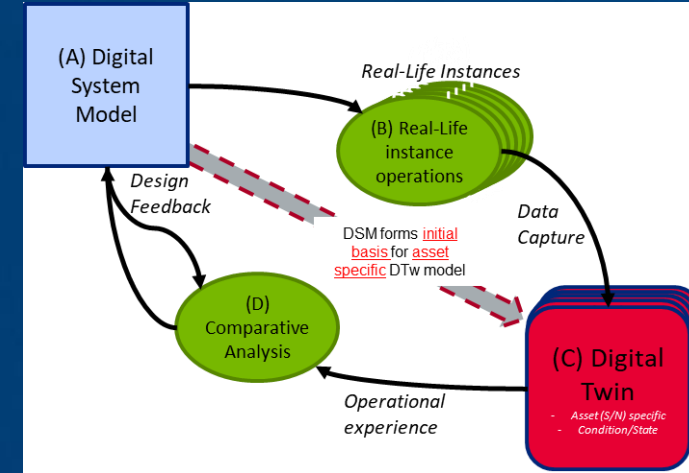 (A) Digital
System
Model
Real-Life Instances
(B) Real-Life
instance
operations
Design
Feedback
Data
Capture
DSM forms initial
basis for asset
specific DTw model
(D)
Comparative
Analysis
(C) Digital
Twin
- Asset (S/N) specific
- Condition/State
Operational
experience